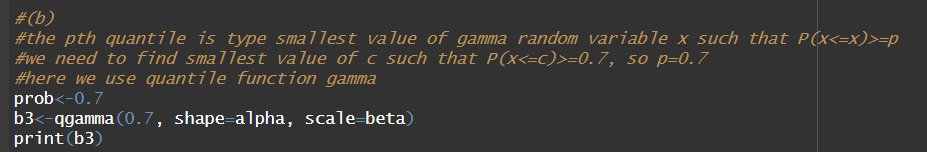 #(b)
#the pth quantile is type smallest value of gamma random variable x such that P(x<=x)>=p
#we need to find smallest value of c such that P(x<=c)>=0.7, so p=0.7
#here we use quantile function gamma
prob<-0.7
b3<-qgamma(0.7, shape=alpha, scale=beta)
print(b3)